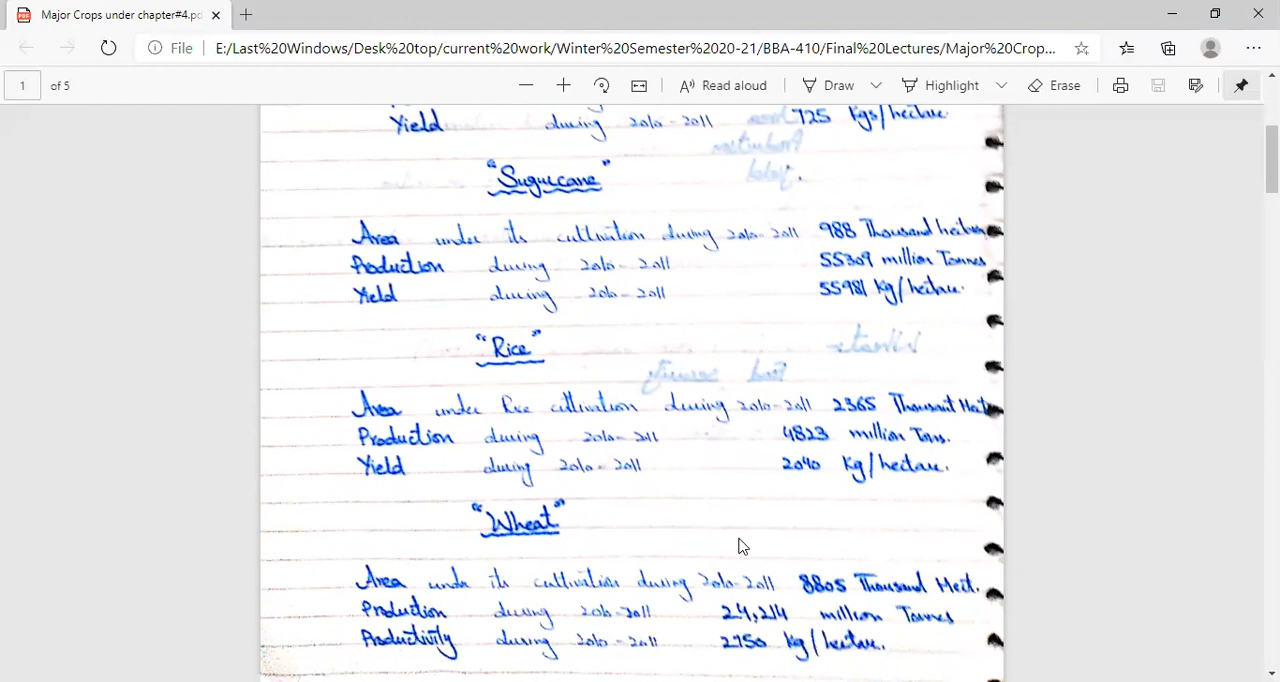 Major Crops under chapter#4.pd
File
E:/Last%20Windows/Desk%20top/current%20work/Winter%20Semester%2020-21/BBA-410/Final%20Lectures/Major%20Crop...
1 of 5
Read aloud Draw Highlight Erase
Yield during 2010-2011 725 Kgs/hectare
"Sugarcane"
Area under its cultivation during 2010-2011 988 Thousand hectares
Production during 2010-2011 55309 million Tonnes
Yield during 2010-2011 55981 Kg/hectare.
"Rice"
Area under Rice cultivation during 2010-2011 2365 Thousand Hect
Production during 2010-2011 4823 million Tons.
Yield during 2010-2011 2040 Kg/hectare.
"Wheat"
Area under its cultivation during 2010-2011 8805 Thousand Hect.
Production during 2010-2011 24,214 million Tonnes
Productivity during 2010-2011 2750 Kg/hectare.